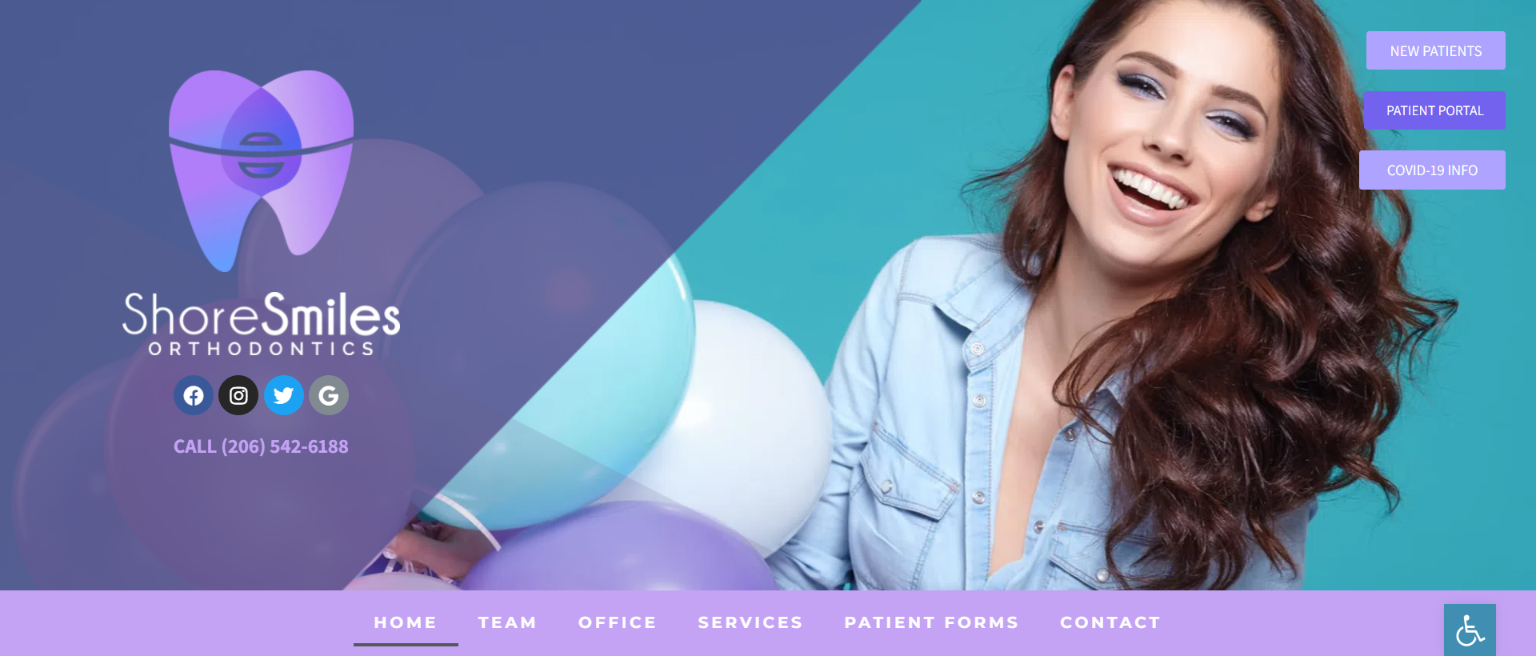 ShoreSmiles
ORTHODONTICS
CALL (206) 542-6188
NEW PATIENTS
PATIENT PORTAL
COVID-19 INFO
HOME TEAM OFFICE SERVICES PATIENT FORMS CONTACT